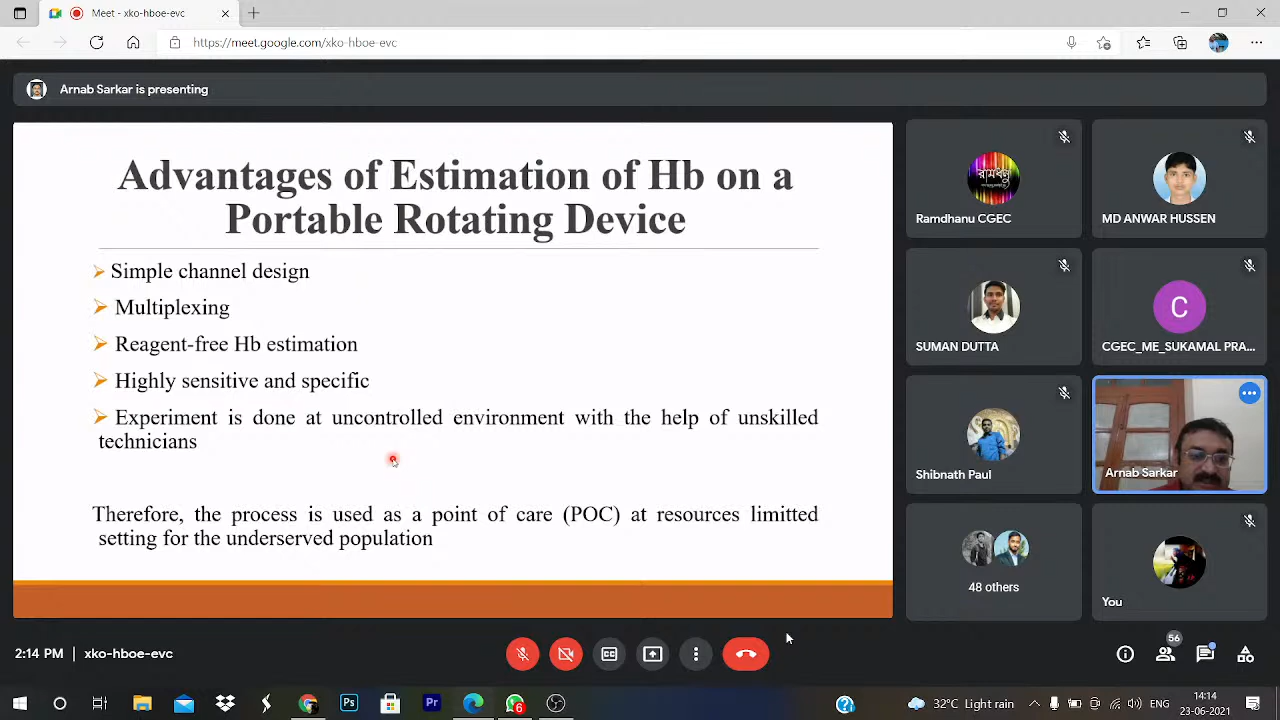 Meet - xko-hboe-evc
https://meet.google.com/xko-hboe-evc
Arnab Sarkar is presenting
Advantages of Estimation of Hb on a
Portable Rotating Device
Simple channel design
Multiplexing
Reagent-free Hb estimation
Highly sensitive and specific
Experiment is done at uncontrolled environment with the help of unskilled
technicians
Therefore, the process is used as a point of care (POC) at resources limitted
setting for the underserved population
রামধনু
Ramdhanu CGEC
MD ANWAR HUSSEN
SUMAN DUTTA
C
CGEC_ME_SUKAMAL PRA...
Shibnath Paul
Arnab Sarkar
48 others
You
2:14 PM | xko-hboe-evc
CC
56
Ps
Pr
6
32°C Light rain
14:14
23-06-2021